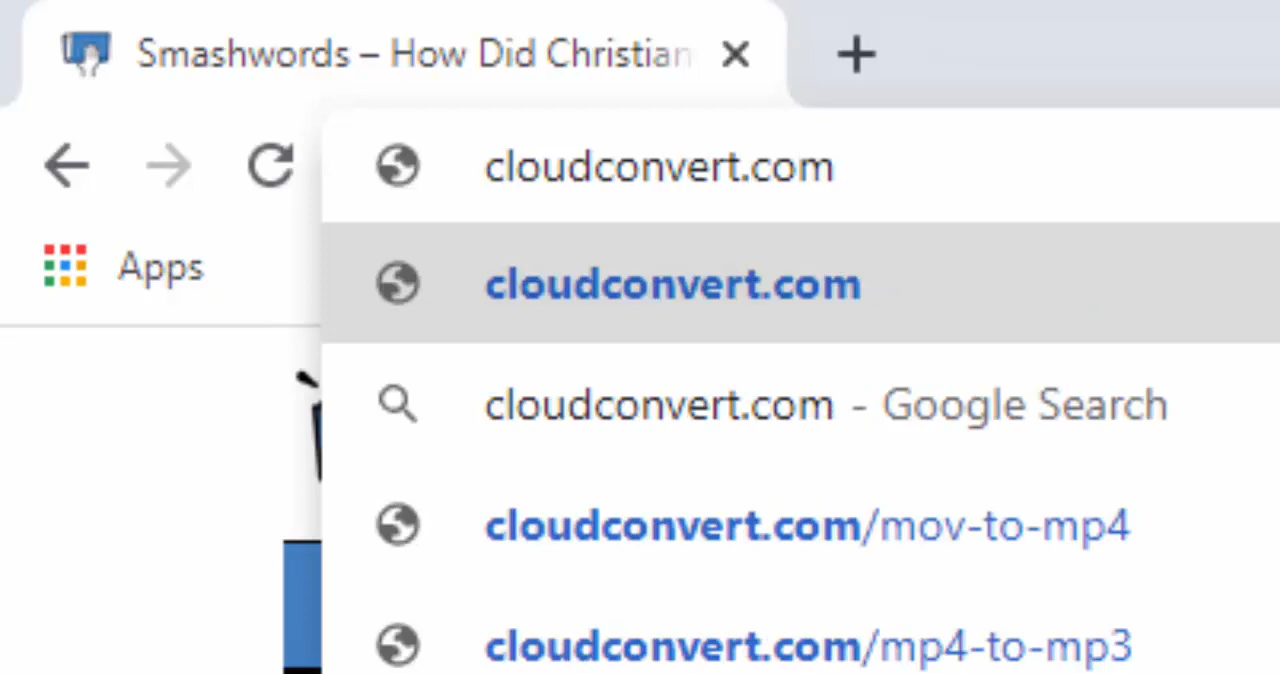 Smashwords – How Did Christian
cloudconvert.com
Apps
cloudconvert.com
cloudconvert.com - Google Search
cloudconvert.com/mov-to-mp4
cloudconvert.com/mp4-to-mp3